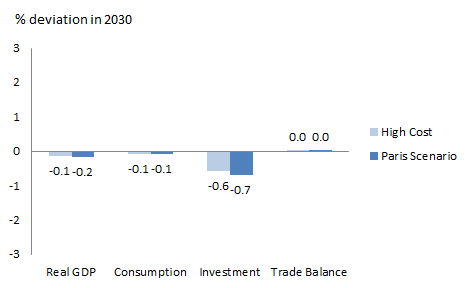 % deviation in 2030
3
2
1
0
-1
-2
-3
-0.1 -0.2
-0.1 -0.1
-0.6 -0.7
0.0 0.0
Real GDP Consumption Investment Trade Balance
High Cost
Paris Scenario